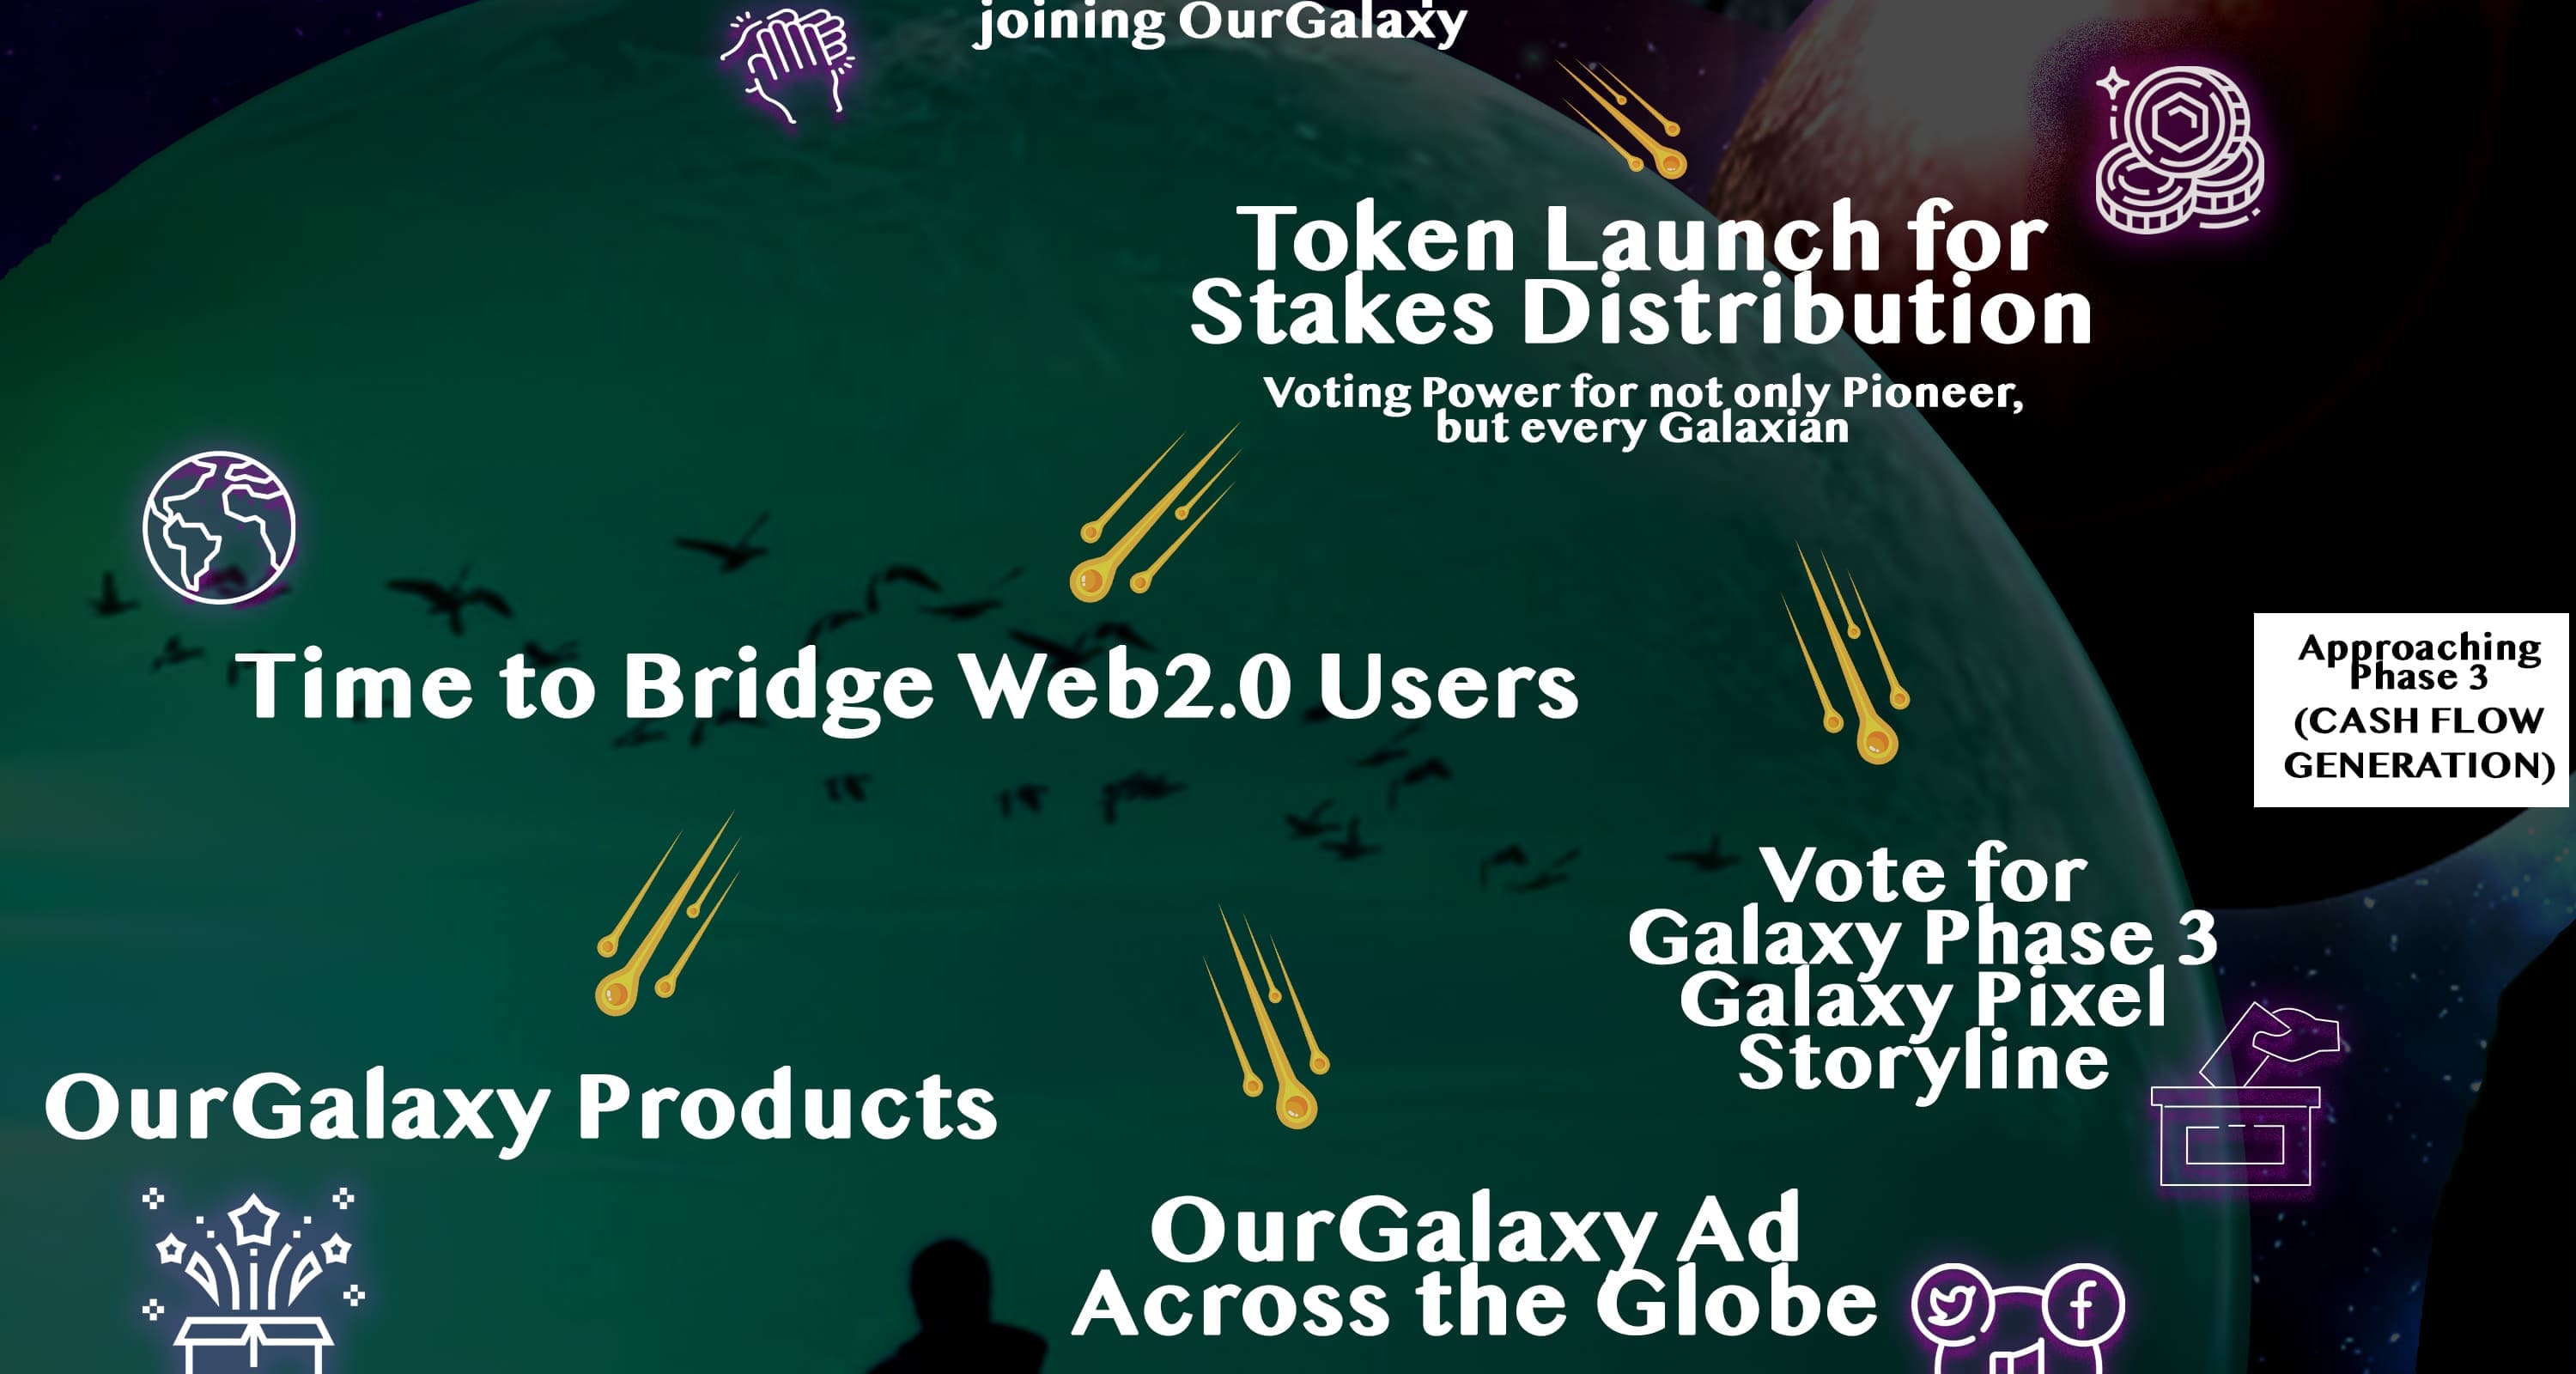 joining OurGalaxy
Token Launch for
Stakes Distribution
Voting Power for not only Pioneer,
but every Galaxian
Time to Bridge Web2.0 Users
Approaching
Phase 3
(CASH FLOW
GENERATION)
Vote for
Galaxy Phase 3
Galaxy Pixel
Storyline
OurGalaxy Products
OurGalaxy Ad
Across the Globe